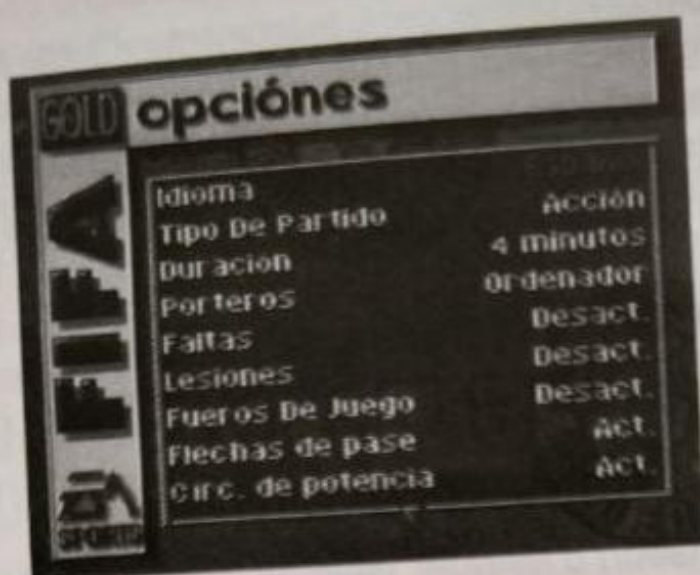 GOLD opciónes
Idioma
Tipo De Partido Acción
Duracion 4 minutos
Porteros Ordenador
Faltas Desact.
Lesiones Desact.
Fueros De Juego Desact.
Flechas de pase Act.
Circ. de potencia Act.
SPORTS